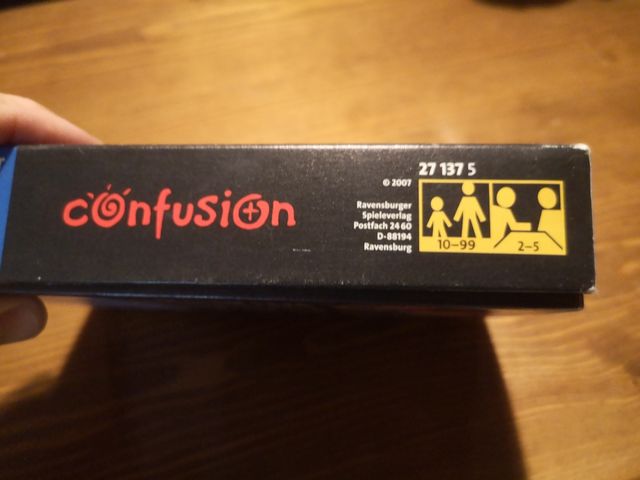 confusion
27 137 5
© 2007
Ravensburger
Spieleverlag
Postfach 24 60
D-88194
Ravensburg
10–99
2–5